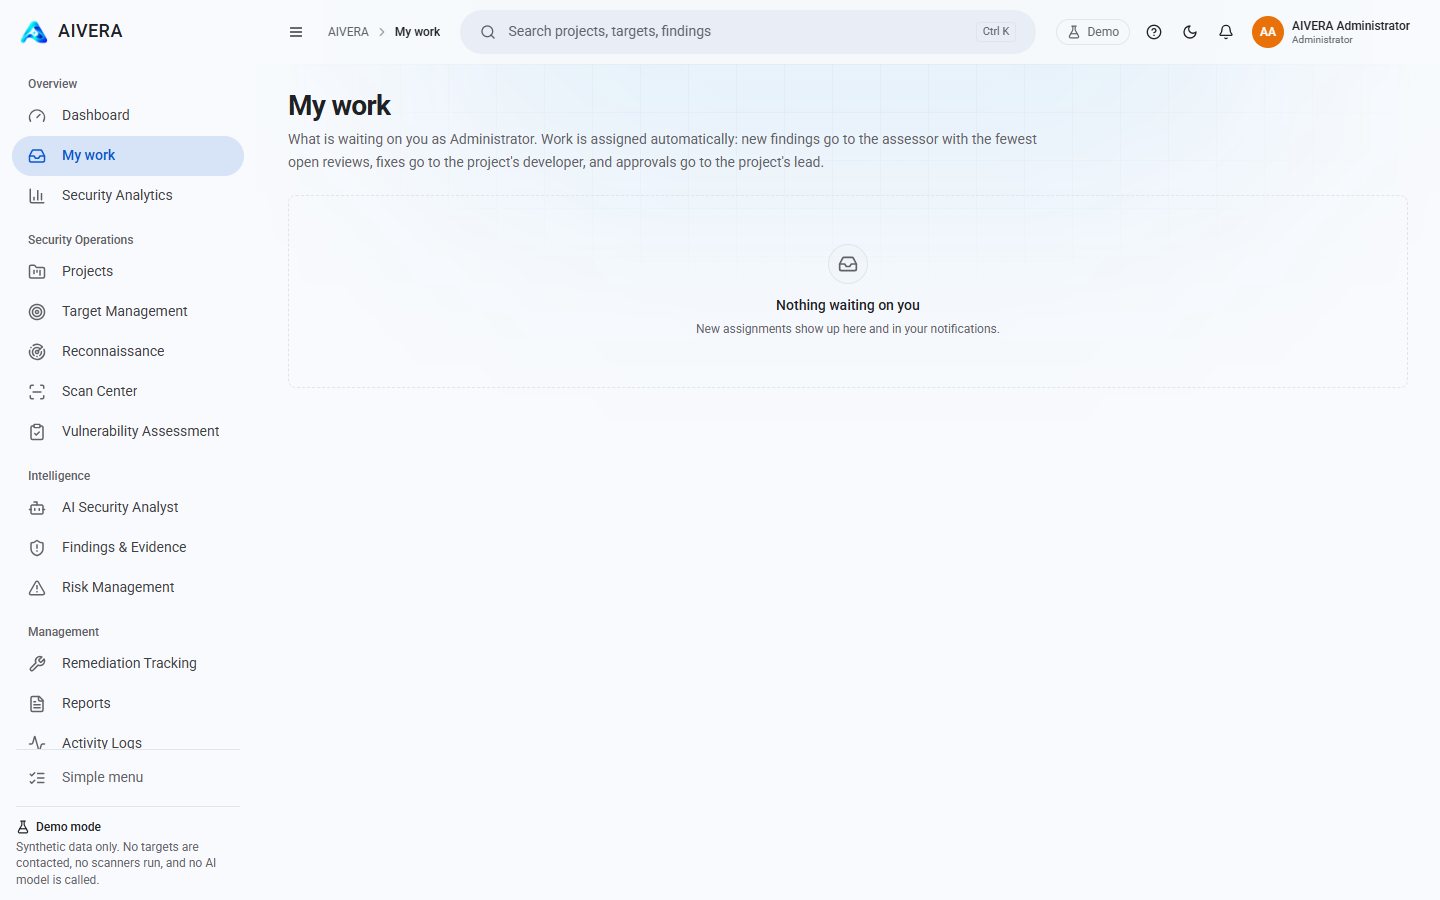 AIVERA
AIVERA > My work
Search projects, targets, findings
Ctrl K
Demo
AA
AIVERA Administrator
Administrator
Overview
Dashboard
My work
Security Analytics
Security Operations
Projects
Target Management
Reconnaissance
Scan Center
Vulnerability Assessment
Intelligence
AI Security Analyst
Findings & Evidence
Risk Management
Management
Remediation Tracking
Reports
Activity Logs
Simple menu
Demo mode
Synthetic data only. No targets are
contacted, no scanners run, and no AI
model is called.
My work
What is waiting on you as Administrator. Work is assigned automatically: new findings go to the assessor with the fewest
open reviews, fixes go to the project's developer, and approvals go to the project's lead.
Nothing waiting on you
New assignments show up here and in your notifications.